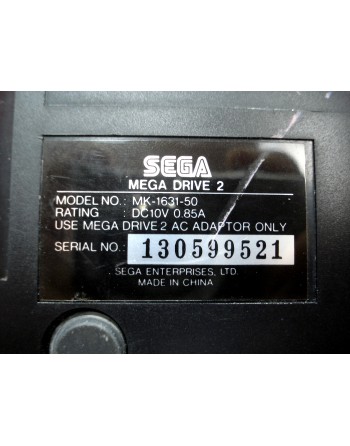 SEGA
MEGA DRIVE 2
MODEL NO.: MK-1631-50
RATING : DC10V 0.85A
USE MEGA DRIVE 2 AC ADAPTOR ONLY
SERIAL NO.: 130599521
SEGA ENTERPRISES, LTD.
MADE IN CHINA